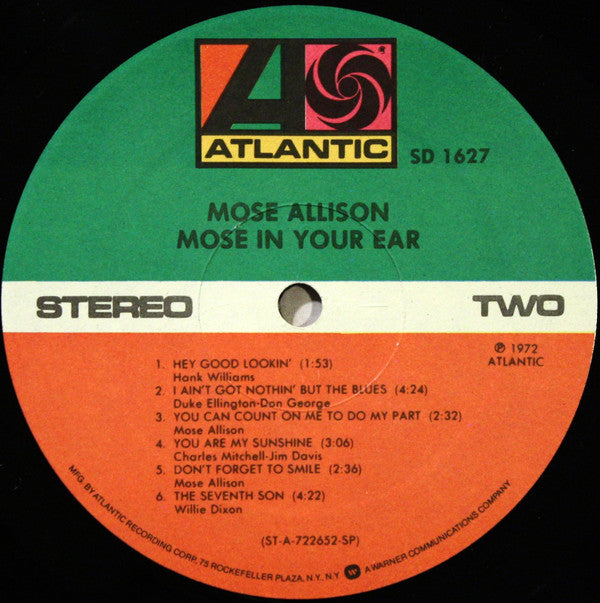 ATLANTIC
SD 1627
MOSE ALLISON
MOSE IN YOUR EAR
STEREO
TWO
℗ 1972
ATLANTIC
1. HEY GOOD LOOKIN' (1:53)
Hank Williams
2. I AIN'T GOT NOTHIN' BUT THE BLUES (4:24)
Duke Ellington-Don George
3. YOU CAN COUNT ON ME TO DO MY PART (2:32)
Mose Allison
4. YOU ARE MY SUNSHINE (3:06)
Charles Mitchell-Jim Davis
5. DON'T FORGET TO SMILE (2:36)
Mose Allison
6. THE SEVENTH SON (4:22)
Willie Dixon
(ST-A-722652-SP)
MFG. BY ATLANTIC RECORDING CORP. 75 ROCKEFELLER PLAZA, N.Y. N.Y. A WARNER COMMUNICATIONS COMPANY